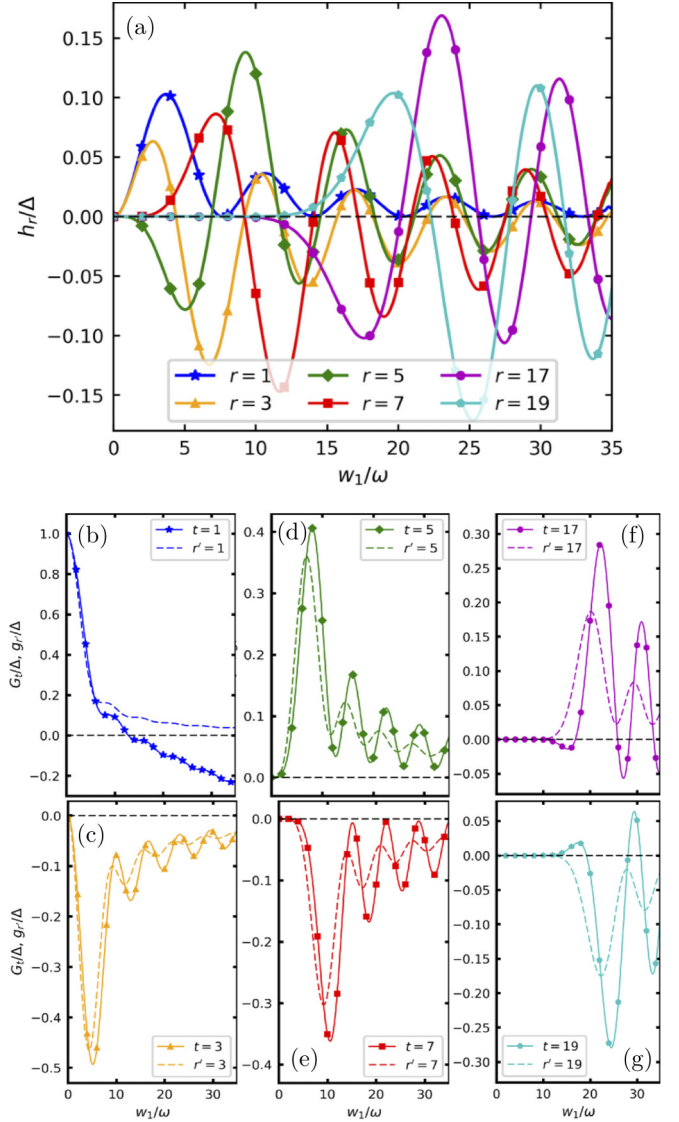 (a)
0.15
0.10
0.05
0.00
−0.05
−0.10
−0.15
h_r/Δ
r = 1 r = 5 r = 17
r = 3 r = 7 r = 19
0 5 10 15 20 25 30 35
w₁/ω
(b)
t = 1
r' = 1
1.0
0.8
0.6
0.4
0.2
0.0
−0.2
G_t/Δ, g_r'/Δ
(d)
t = 5
r' = 5
0.4
0.3
0.2
0.1
0.0
(f)
t = 17
r' = 17
0.30
0.25
0.20
0.15
0.10
0.05
0.00
−0.05
(c)
t = 3
r' = 3
0.0
−0.1
−0.2
−0.3
−0.4
−0.5
G_t/Δ, g_r'/Δ
0 10 20 30
w₁/ω
(e)
t = 7
r' = 7
0.0
−0.1
−0.2
−0.3
−0.4
0 10 20 30
w₁/ω
(g)
t = 19
r' = 19
0.05
0.00
−0.05
−0.10
−0.15
−0.20
−0.25
−0.30
0 10 20 30
w₁/ω